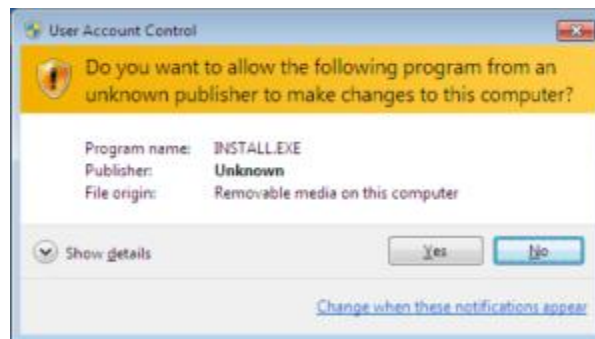 User Account Control
Do you want to allow the following program from an
unknown publisher to make changes to this computer?
Program name: INSTALL.EXE
Publisher: Unknown
File origin: Removable media on this computer
Show details Yes No
Change when these notifications appear